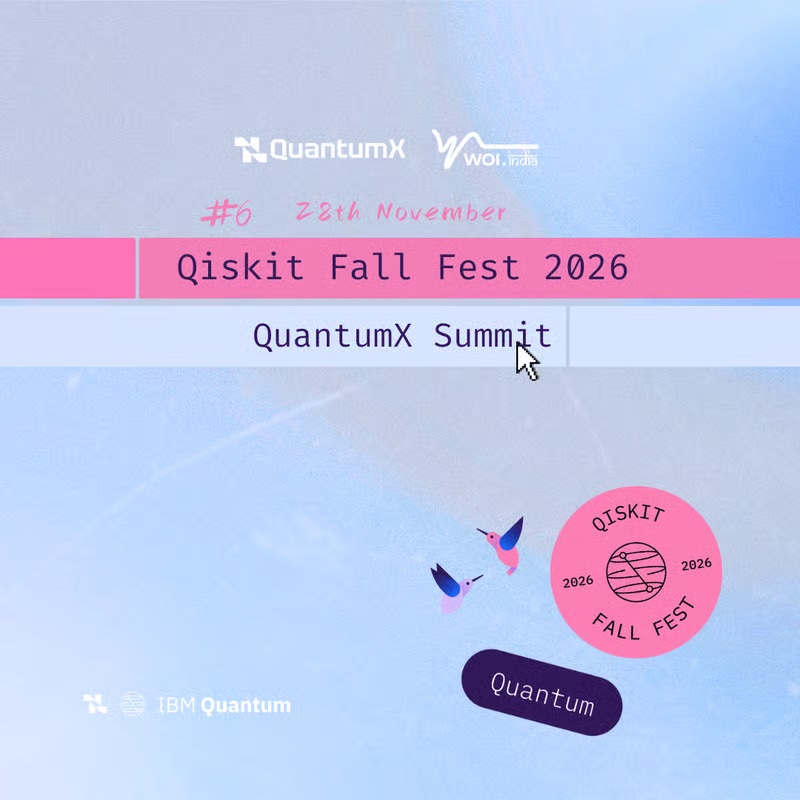 QuantumX
WOI.india
#6 28th November
Qiskit Fall Fest 2026
QuantumX Summit
QISKIT
2026 2026
FALL FEST
Quantum
IBM Quantum